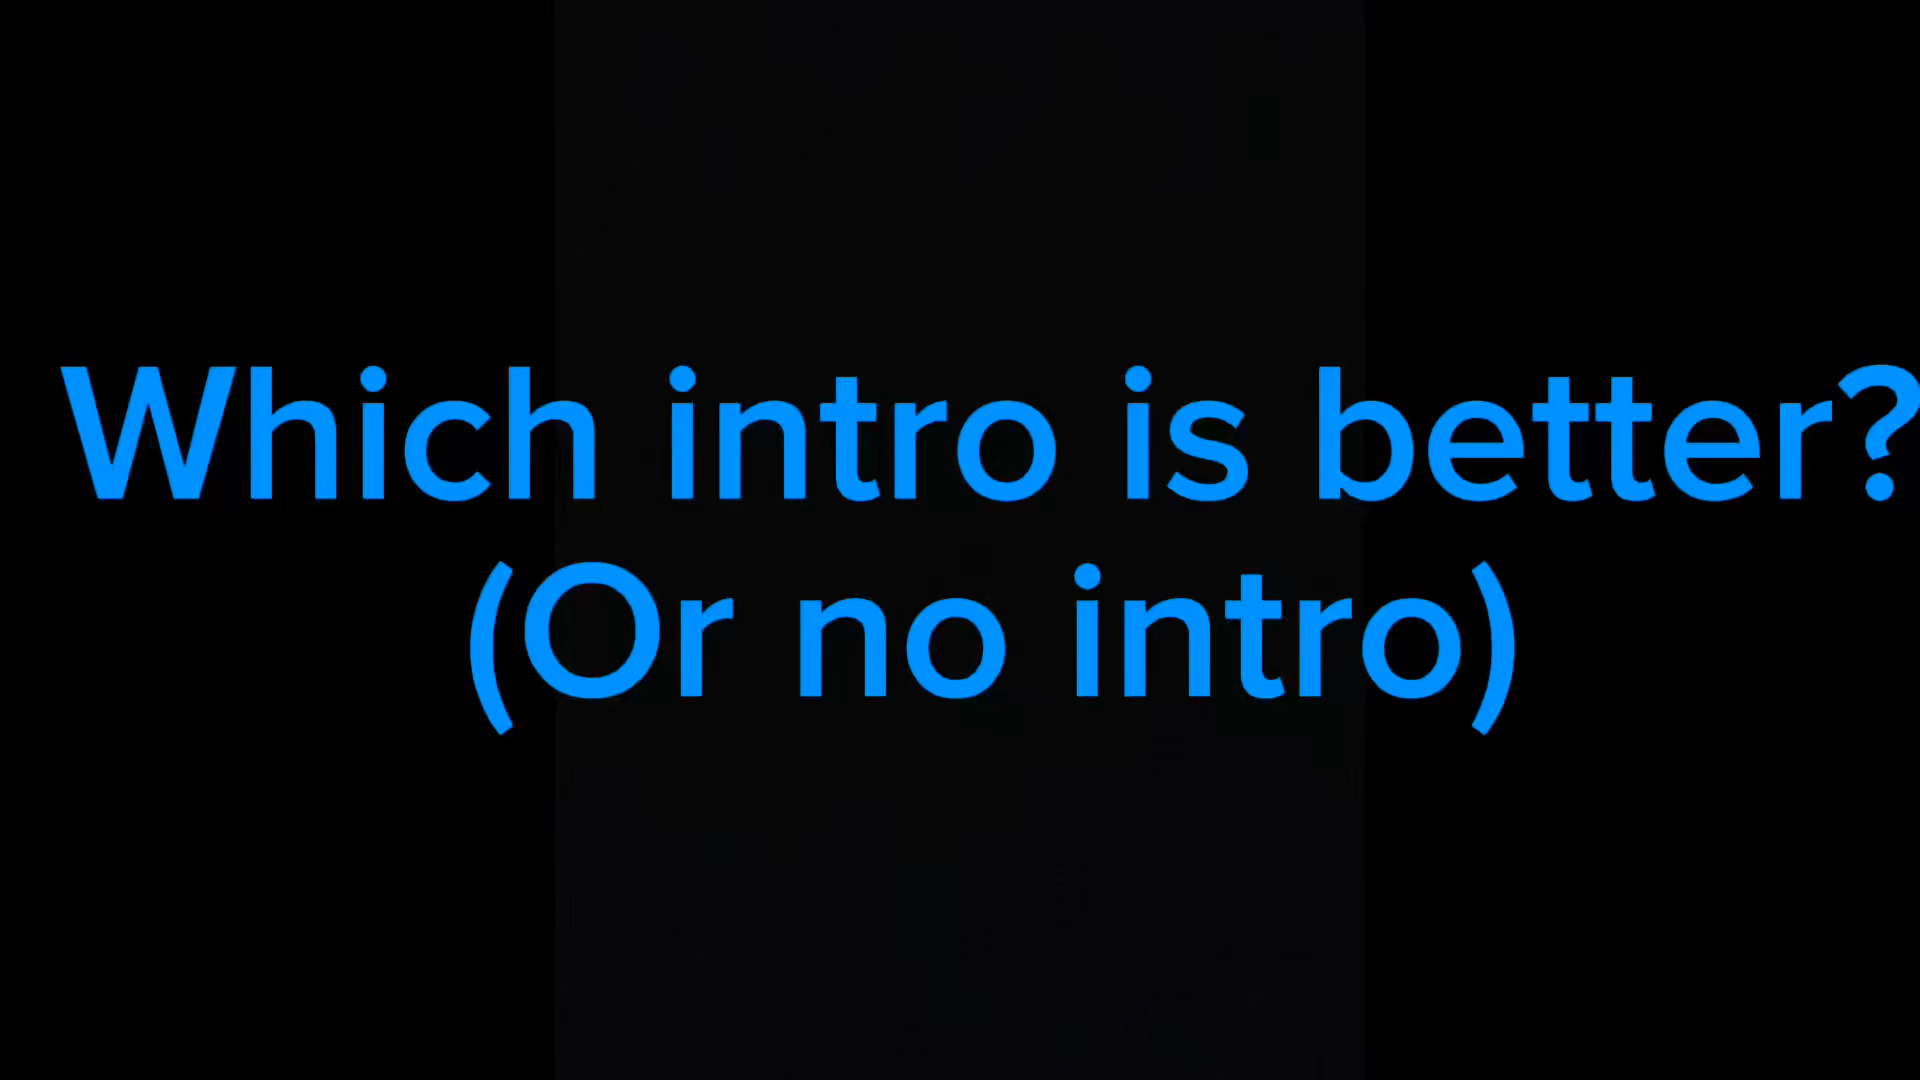 Which intro is better?
(Or no intro)